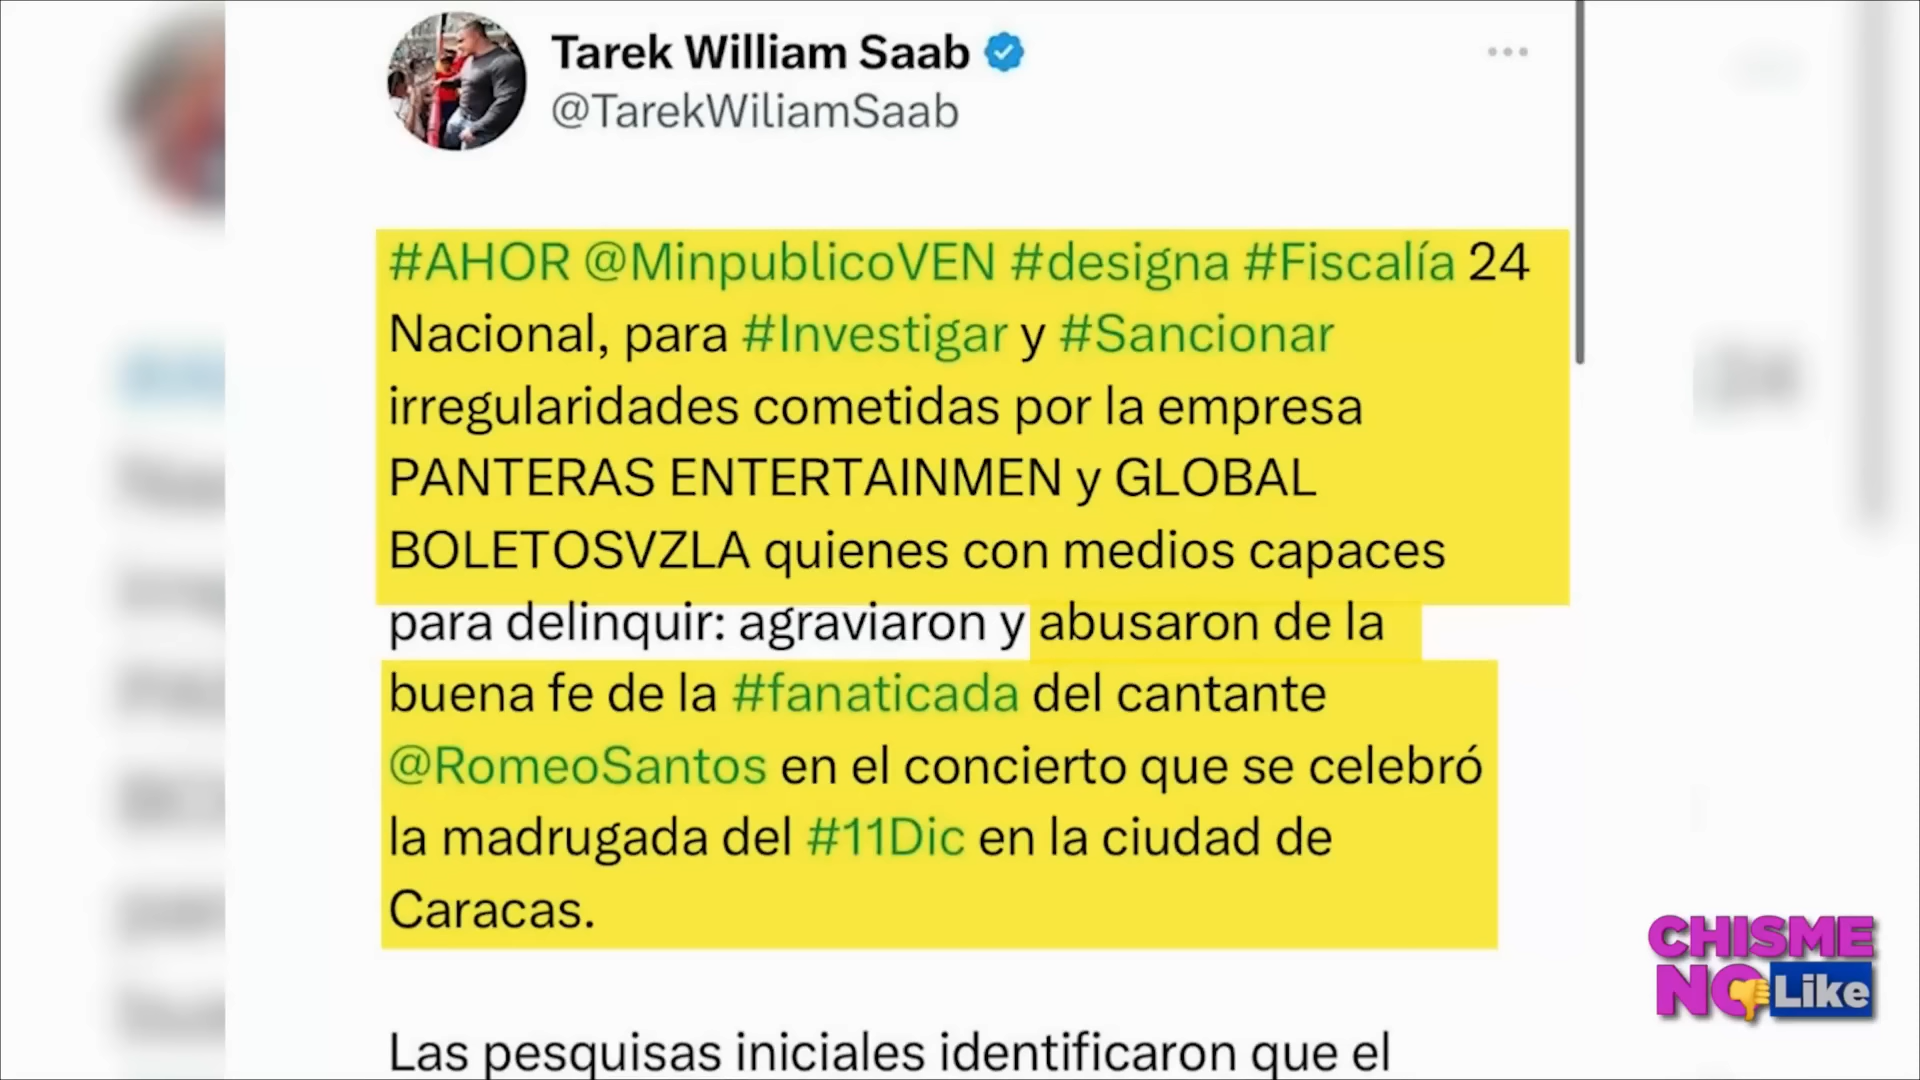 Tarek William Saab
@TarekWiliamSaab
#AHOR @MinpublicoVEN #designa #Fiscalía 24
Nacional, para #Investigar y #Sancionar
irregularidades cometidas por la empresa
PANTERAS ENTERTAINMEN y GLOBAL
BOLETOSVZLA quienes con medios capaces
para delinquir: agraviaron y abusaron de la
buena fe de la #fanaticada del cantante
@RomeoSantos en el concierto que se celebró
la madrugada del #11Dic en la ciudad de
Caracas.
Las pesquisas iniciales identificaron que el
CHISME
NO Like